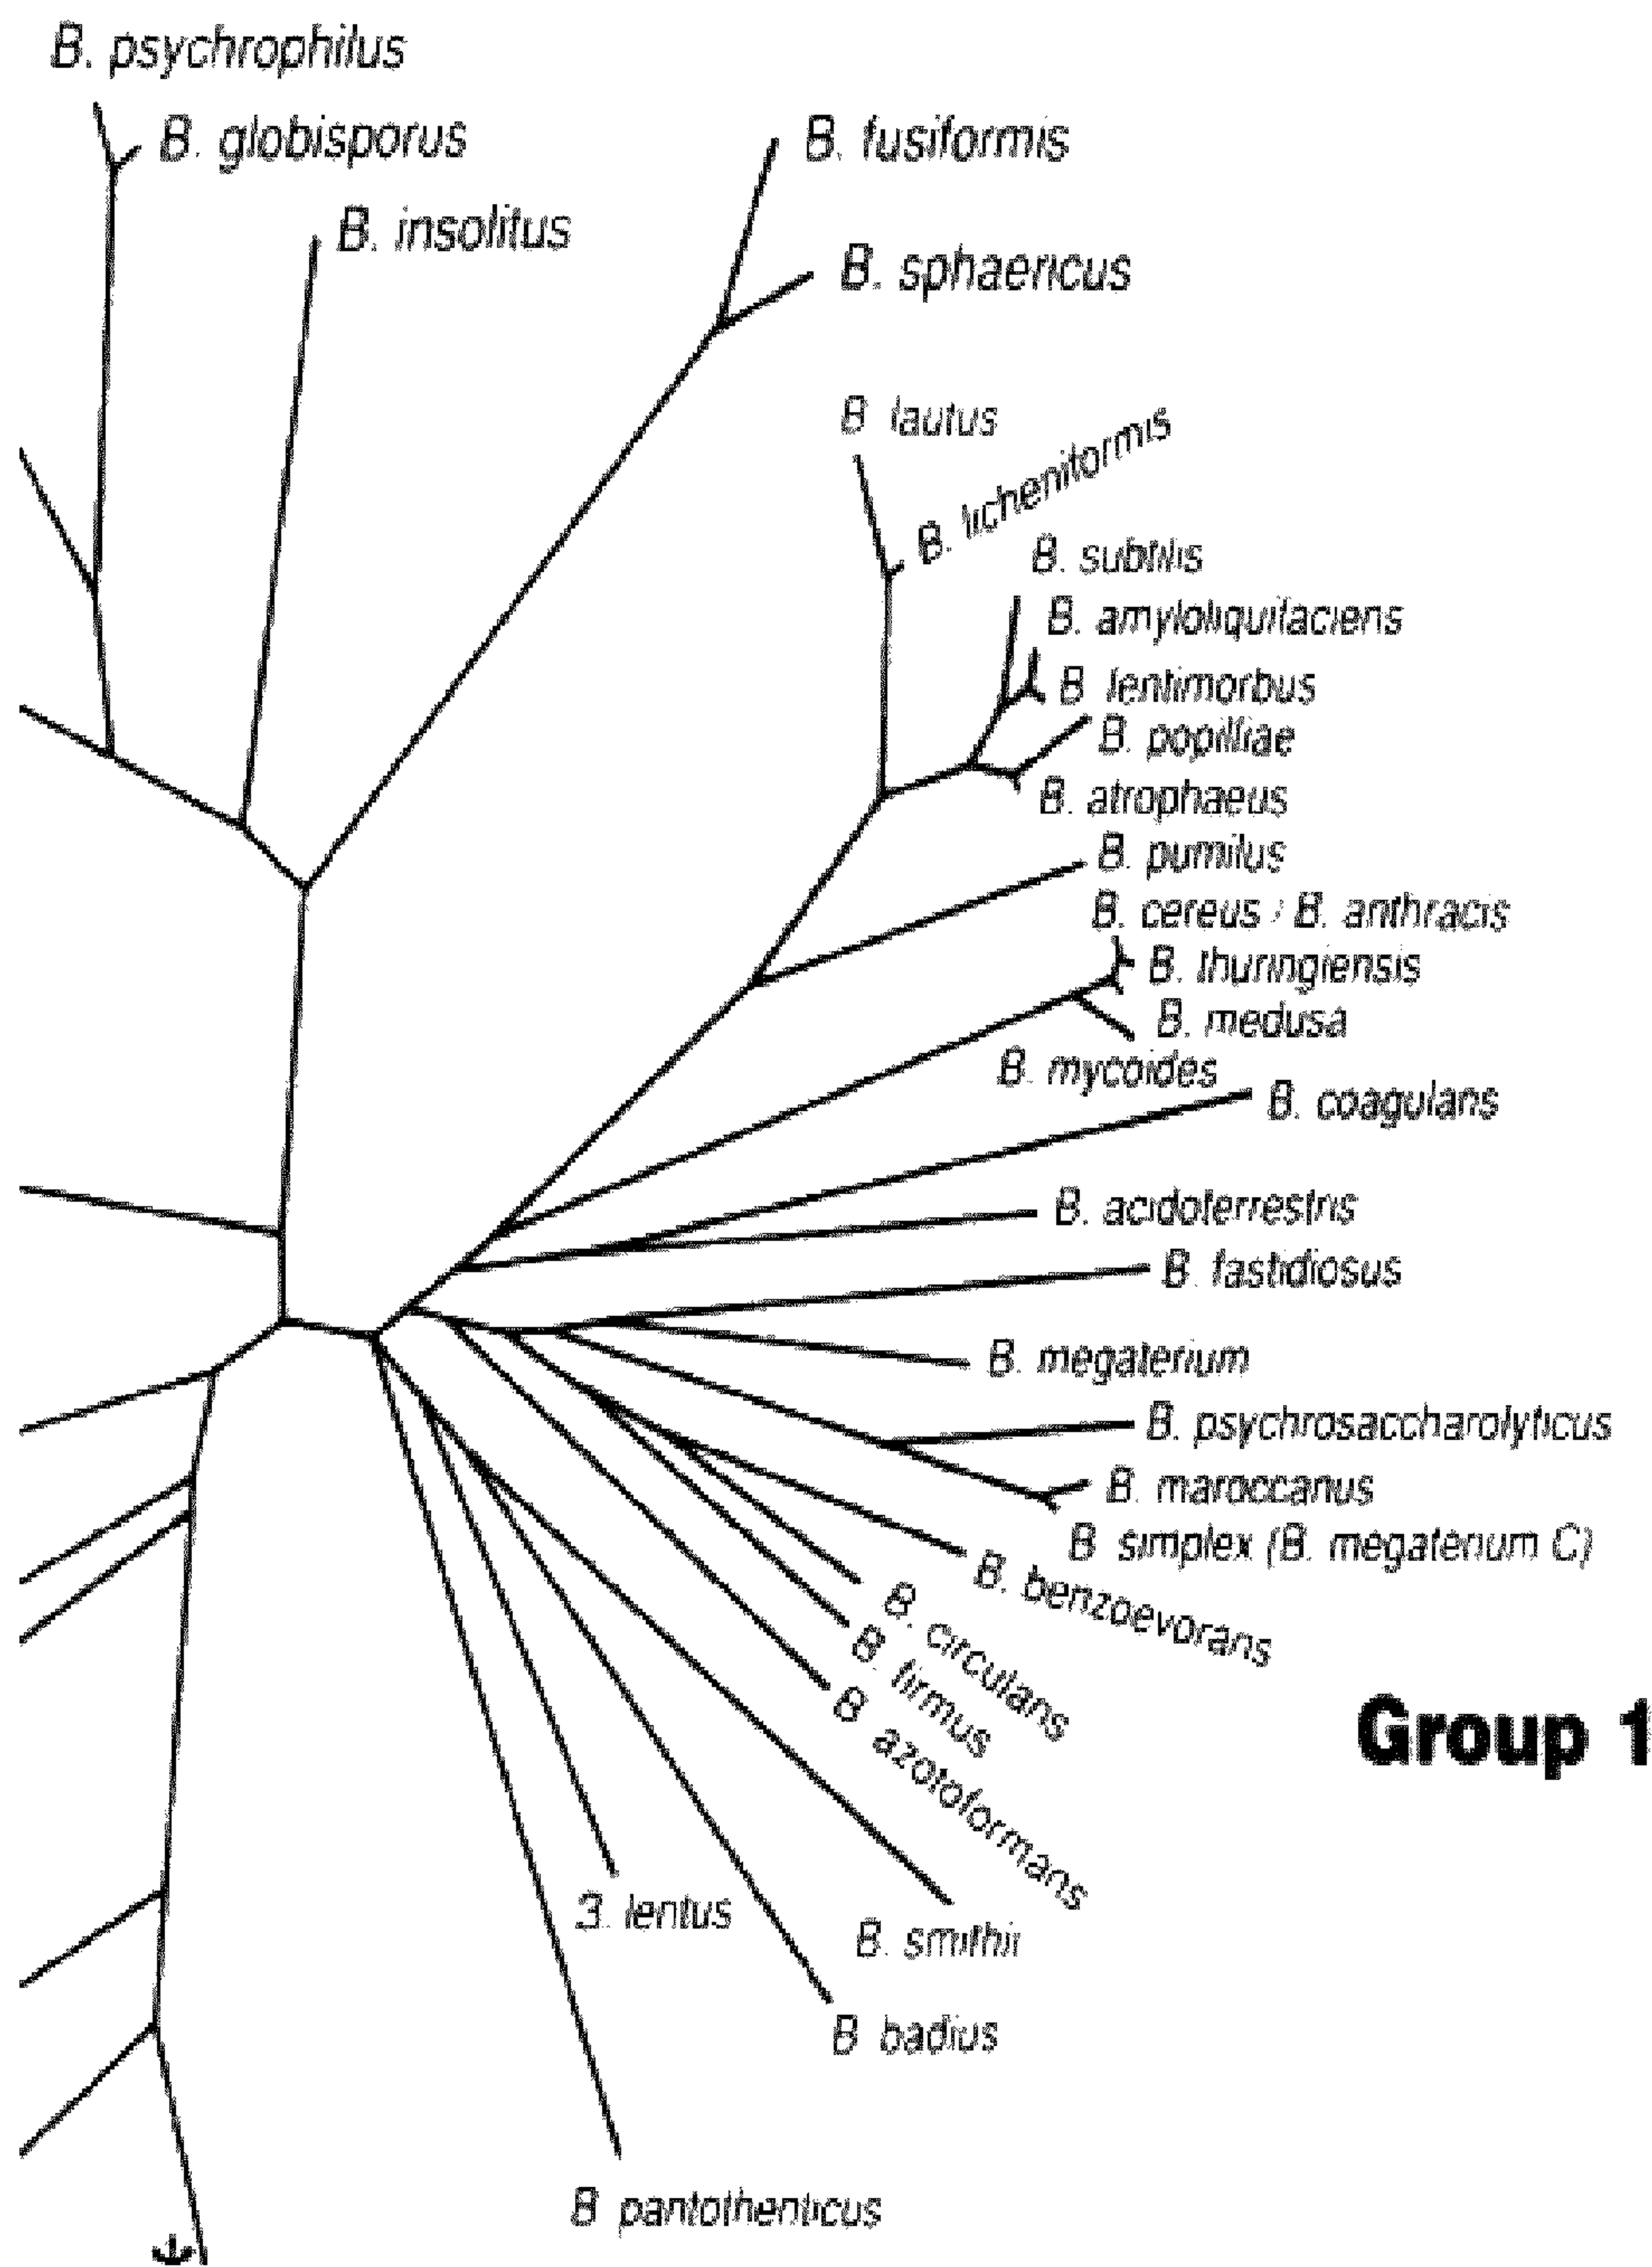 B. psychrophilus
B. globisporus
B. fusiformis
B. insolitus
B. sphaericus
B lautus
B. licheniformis
B. subtilis
B. amyloliquifaciens
B lentimorbus
B. popilliae
B. atrophaeus
B. pumilus
B. cereus : B. anthracis
B. thuringiensis
B. medusa
B. mycoides
B. coagulans
B. acidoterrestris
B. fastidiosus
B. megaterium
B. psychrosaccharolyticus
B. maroccanus
B simplex (B. megaterium C)
B. benzoevorans
B. circulans
B. firmus
B azotoformans
Group 1
B. lentus
B. smithii
B badius
B pantothenticus